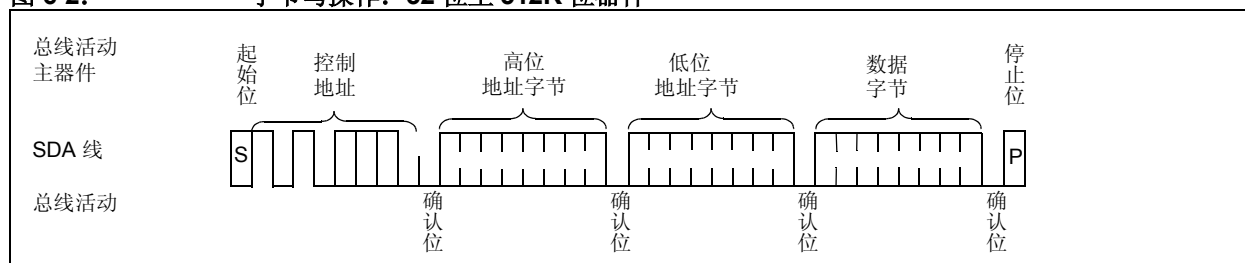 字节写操作：32 位至 512K 位器件
总线活动
主器件
起始位
控制
地址
高位
地址字节
低位
地址字节
数据
字节
停止位
SDA 线
S
P
总线活动
确认位
确认位
确认位
确认位